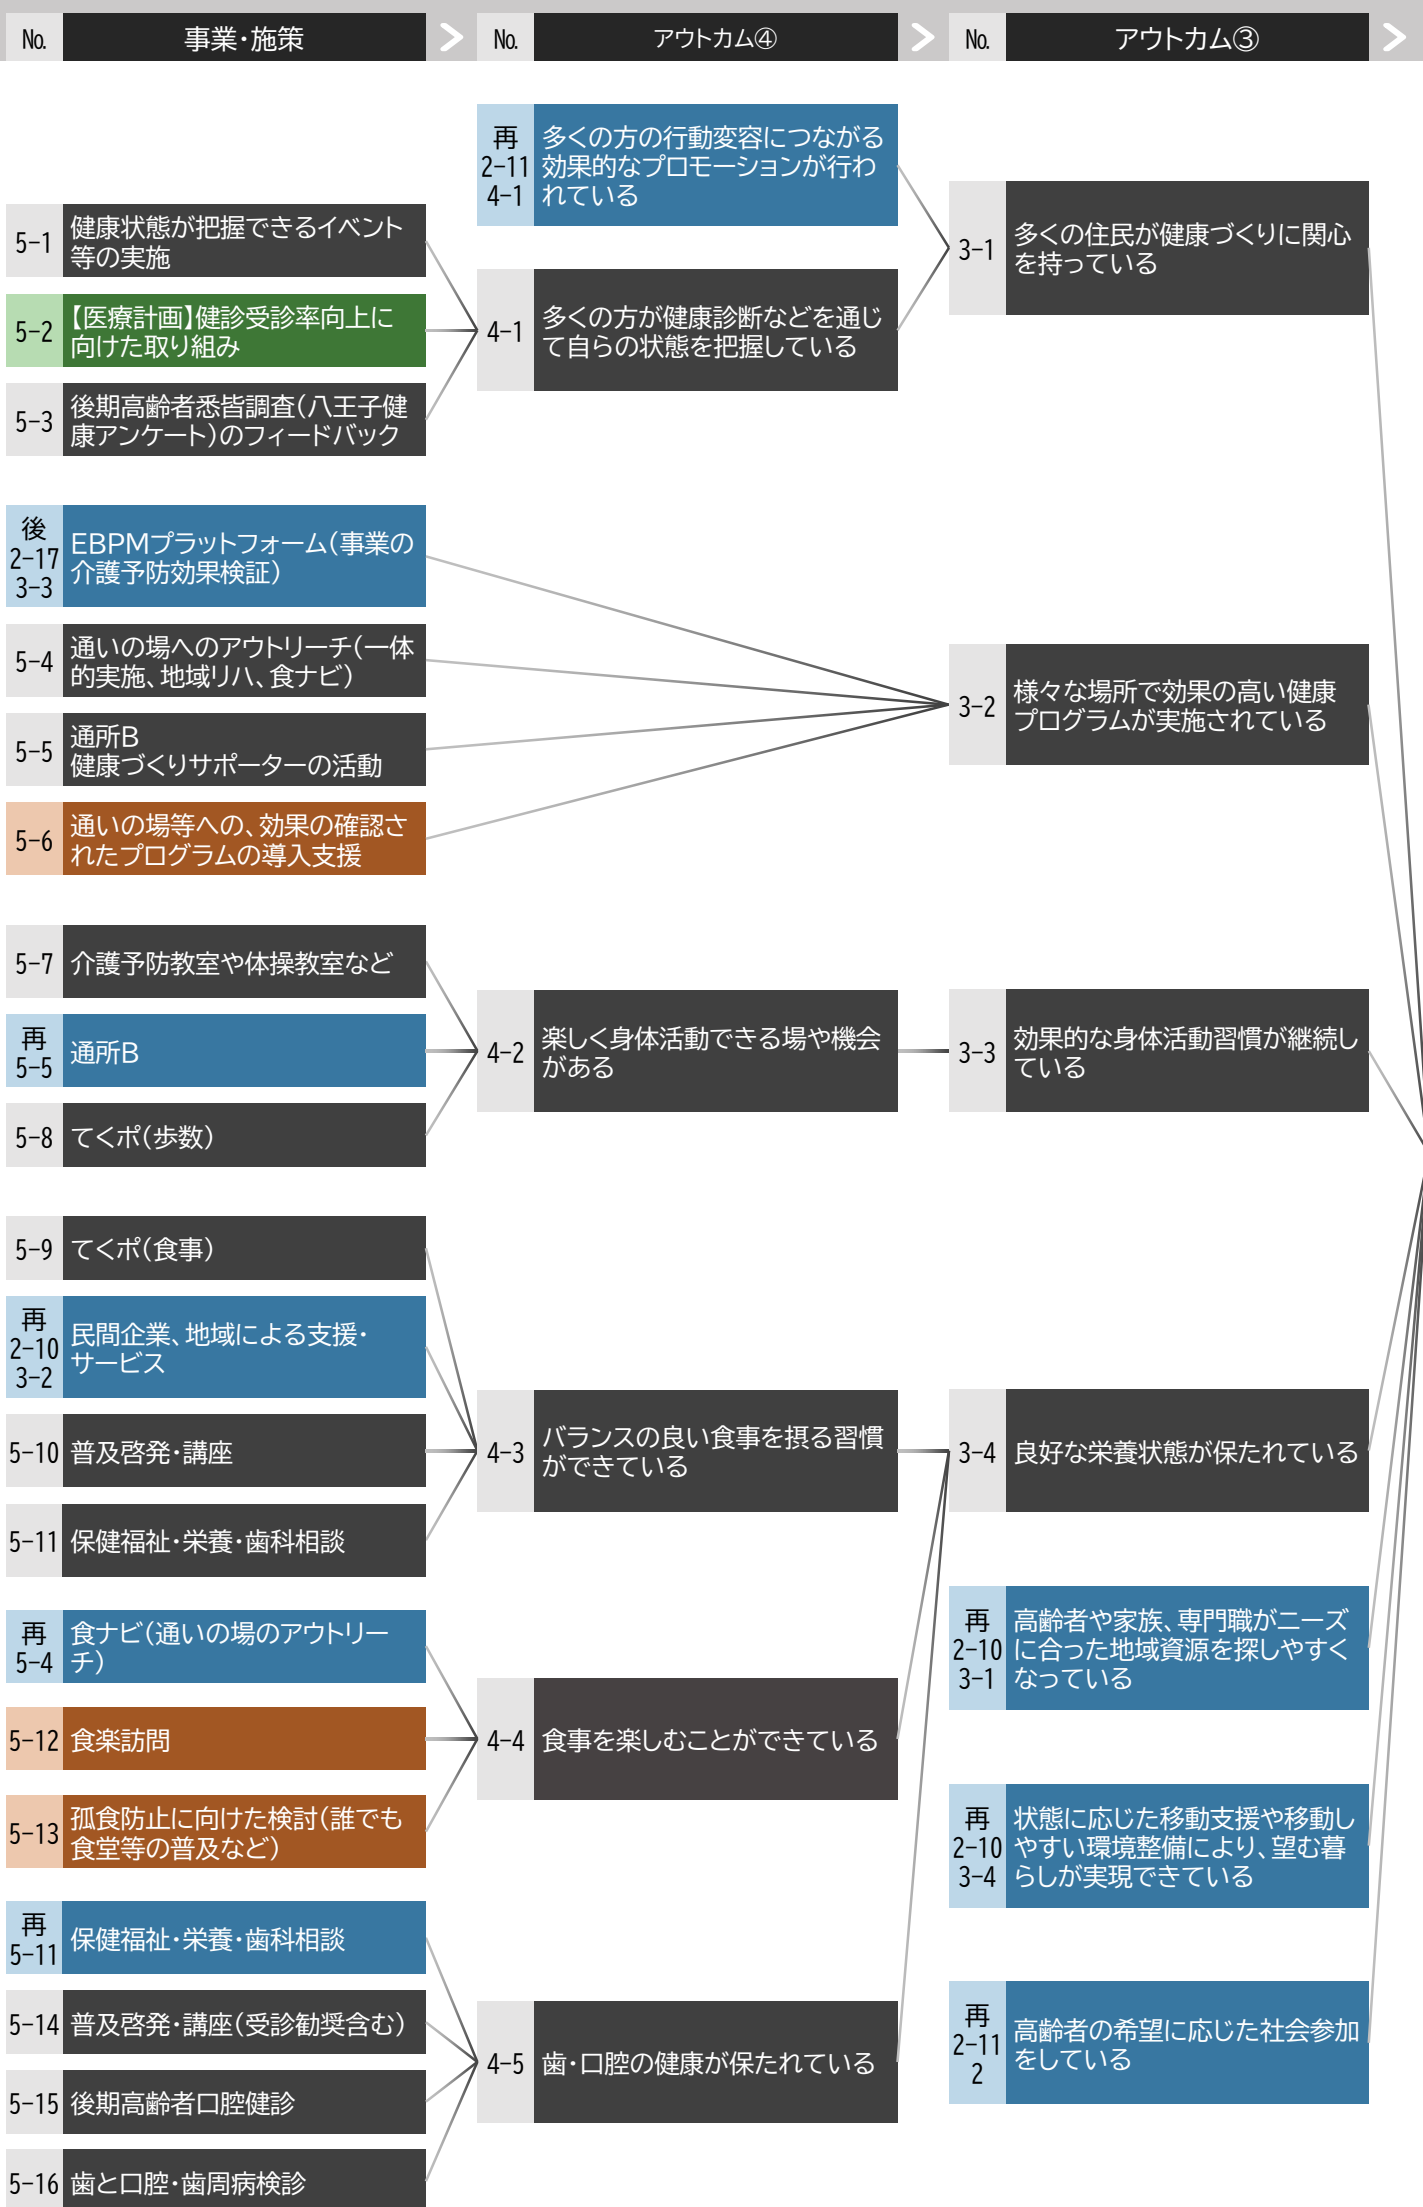 No. 事業・施策 No. アウトカム④ No. アウトカム③
再
2-11
4-1
多くの方の行動変容につながる
効果的なプロモーションが行わ
れている
5-1
健康状態が把握できるイベント
等の実施
3-1
多くの住民が健康づくりに関心
を持っている
5-2
【医療計画】健診受診率向上に
向けた取り組み
4-1
多くの方が健康診断などを通じ
て自らの状態を把握している
5-3
後期高齢者悉皆調査（八王子健
康アンケート）のフィードバック
後
2-17
3-3
EBPMプラットフォーム（事業の
介護予防効果検証）
5-4
通いの場へのアウトリーチ（一体
的実施、地域リハ、食ナビ）
3-2
様々な場所で効果の高い健康
プログラムが実施されている
5-5
通所B
健康づくりサポーターの活動
5-6
通いの場等への、効果の確認さ
れたプログラムの導入支援
5-7
介護予防教室や体操教室など
再
5-5
通所B
4-2
楽しく身体活動できる場や機会
がある
3-3
効果的な身体活動習慣が継続し
ている
5-8
てくポ（歩数）
5-9
てくポ（食事）
再
2-10
3-2
民間企業、地域による支援・
サービス
5-10
普及啓発・講座
4-3
バランスの良い食事を摂る習慣
ができている
3-4
良好な栄養状態が保たれている
5-11
保健福祉・栄養・歯科相談
再
5-4
食ナビ（通いの場のアウトリー
チ）
再
2-10
3-1
高齢者や家族、専門職がニーズ
に合った地域資源を探しやすく
なっている
5-12
食楽訪問
4-4
食事を楽しむことができている
5-13
孤食防止に向けた検討（誰でも
食堂等の普及など）
再
2-10
3-4
状態に応じた移動支援や移動し
やすい環境整備により、望む暮
らしが実現できている
再
5-11
保健福祉・栄養・歯科相談
5-14
普及啓発・講座（受診勧奨含む）
4-5
歯・口腔の健康が保たれている
再
2-11
2
高齢者の希望に応じた社会参加
をしている
5-15
後期高齢者口腔健診
5-16
歯と口腔・歯周病検診